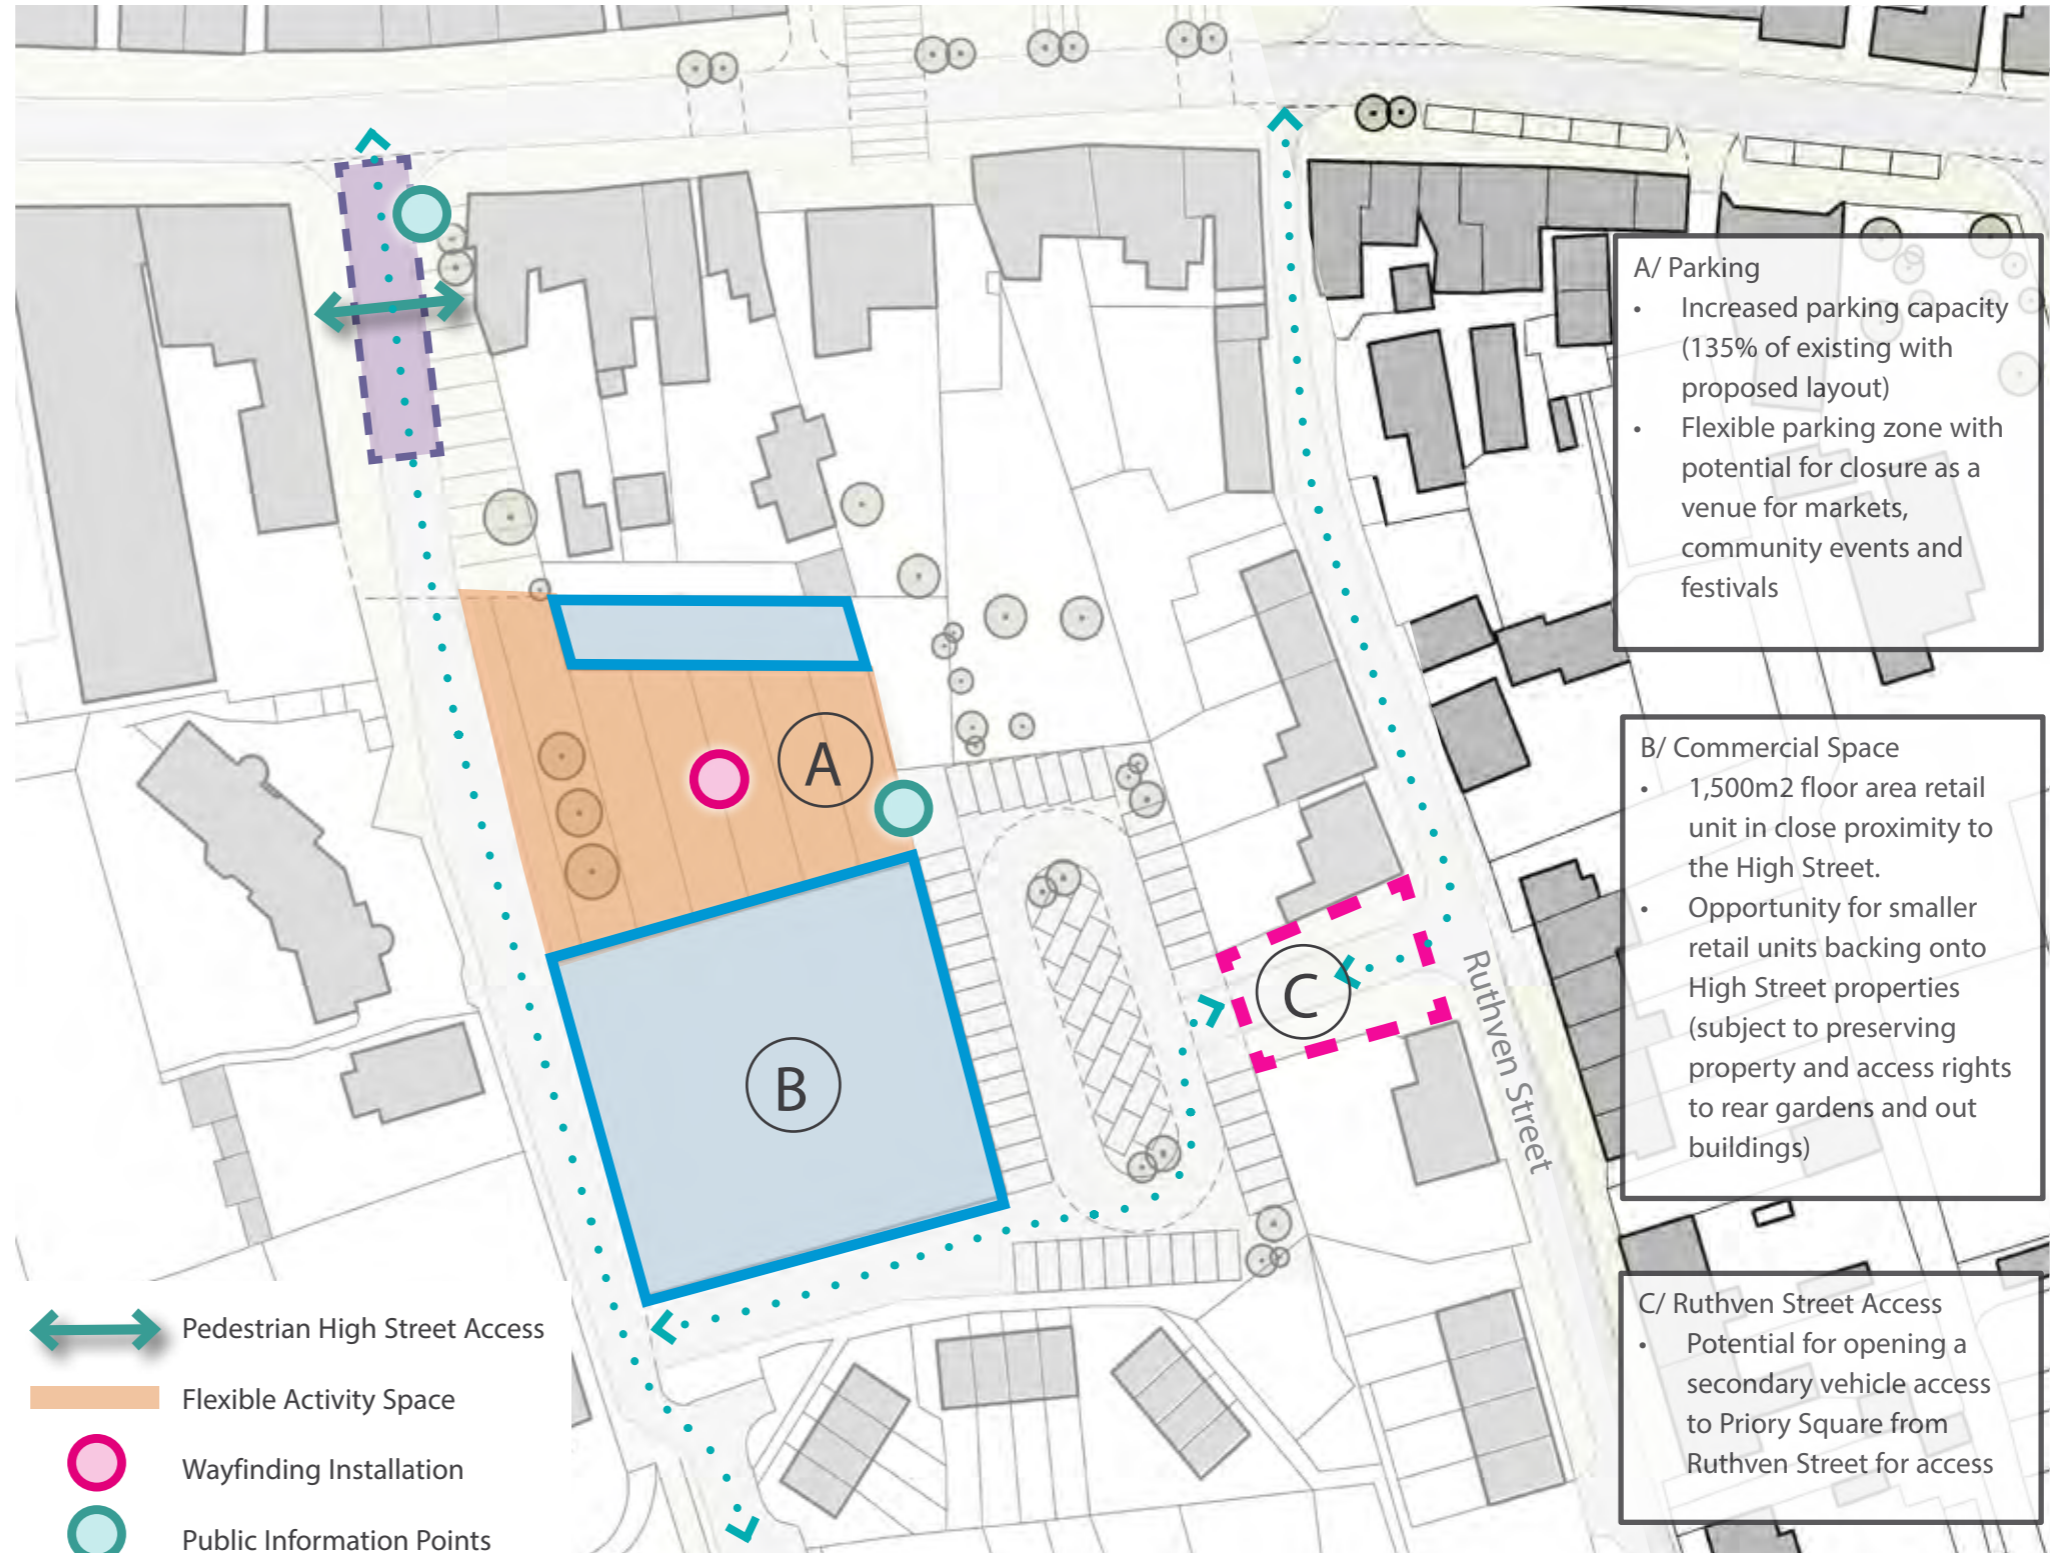 A/ Parking
• Increased parking capacity
(135% of existing with
proposed layout)
• Flexible parking zone with
potential for closure as a
venue for markets,
community events and
festivals
A
B/ Commercial Space
• 1,500m2 floor area retail
unit in close proximity to
the High Street.
• Opportunity for smaller
retail units backing onto
High Street properties
(subject to preserving
property and access rights
to rear gardens and out
buildings)
C
Ruthven Street
B
C/ Ruthven Street Access
• Potential for opening a
secondary vehicle access
to Priory Square from
Ruthven Street for access
Pedestrian High Street Access
Flexible Activity Space
Wayfinding Installation
Public Information Points